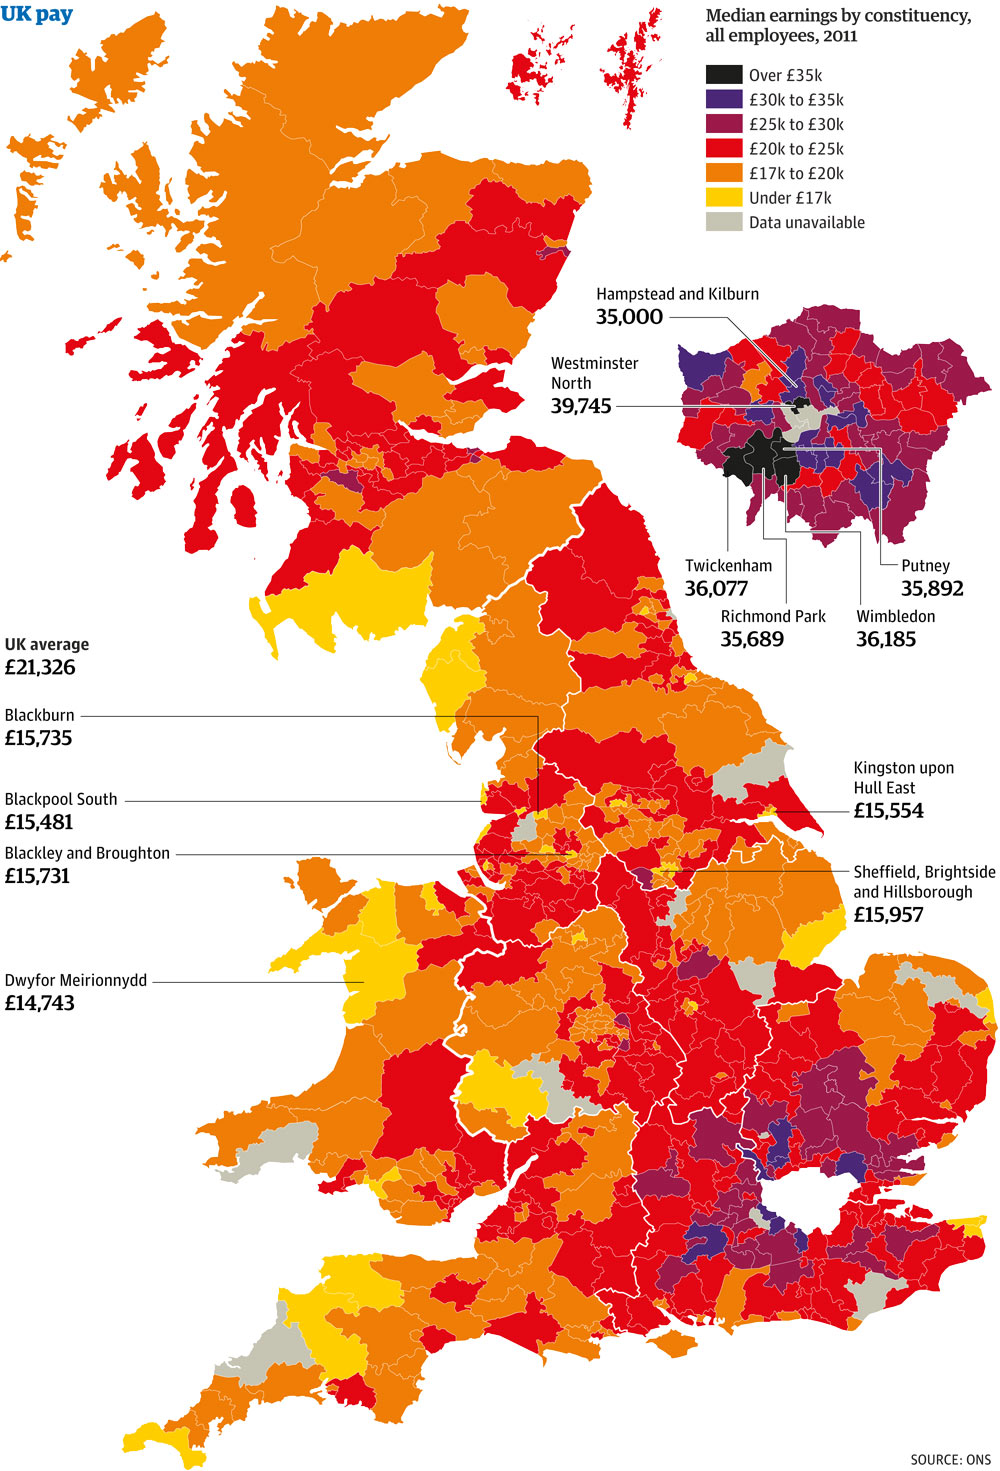 UK pay
Median earnings by constituency,
all employees, 2011
Over £35k
£30k to £35k
£25k to £30k
£20k to £25k
£17k to £20k
Under £17k
Data unavailable
Hampstead and Kilburn
35,000
Westminster
North
39,745
Twickenham
36,077
Richmond Park
35,689
Wimbledon
36,185
Putney
35,892
UK average
£21,326
Blackburn
£15,735
Blackpool South
£15,481
Blackley and Broughton
£15,731
Dwyfor Meirionnydd
£14,743
Kingston upon
Hull East
£15,554
Sheffield, Brightside
and Hillsborough
£15,957
SOURCE: ONS